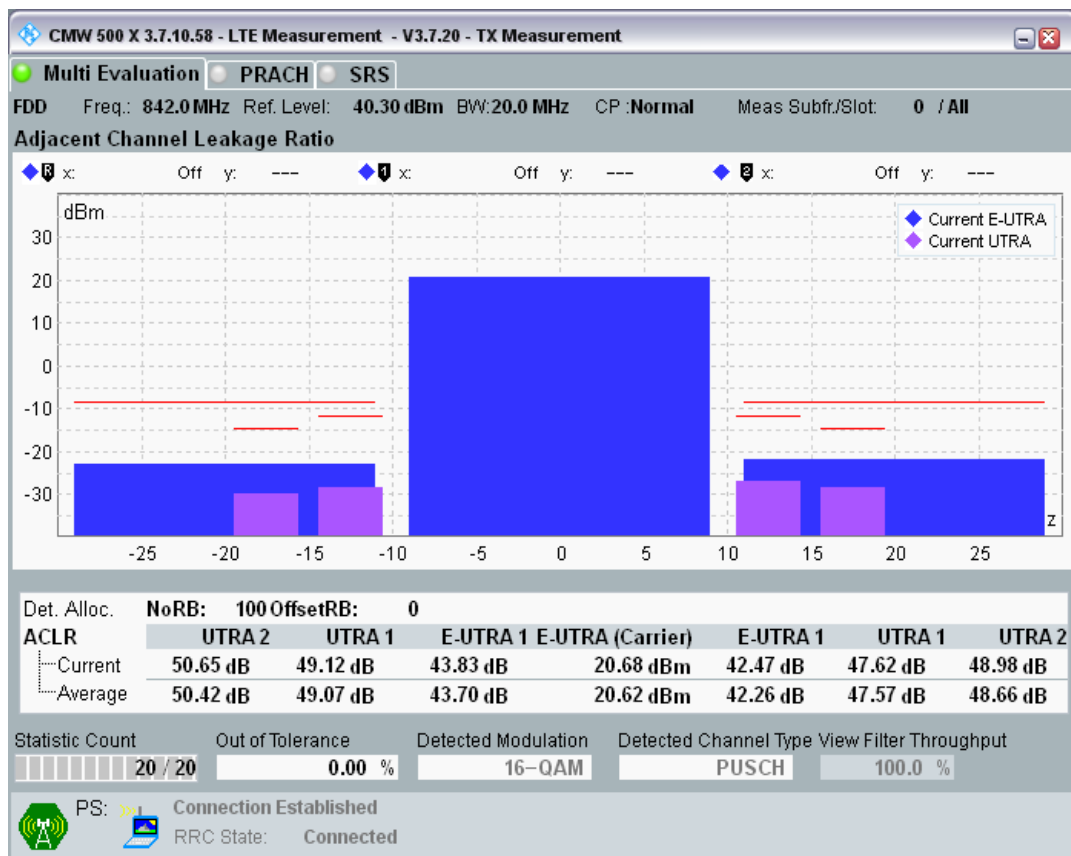 CMW 500 X 3.7.10.58 - LTE Measurement - V3.7.20 - TX Measurement
Multi Evaluation PRACH SRS
FDD Freq.: 842.0 MHz Ref. Level: 40.30 dBm BW:20.0 MHz CP :Normal Meas Subfr./Slot: 0 / All
Adjacent Channel Leakage Ratio
R x: Off y: --- 1 x: Off y: --- 2 x: Off y: ---
dBm
Current E-UTRA
Current UTRA
30
20
10
0
-10
-20
-30
z
-25 -20 -15 -10 -5 0 5 10 15 20 25
Det. Alloc. NoRB: 100 OffsetRB: 0
ACLR UTRA 2 UTRA 1 E-UTRA 1 E-UTRA (Carrier) E-UTRA 1 UTRA 1 UTRA 2
Current 50.65 dB 49.12 dB 43.83 dB 20.68 dBm 42.47 dB 47.62 dB 48.98 dB
Average 50.42 dB 49.07 dB 43.70 dB 20.62 dBm 42.26 dB 47.57 dB 48.66 dB
Statistic Count Out of Tolerance Detected Modulation Detected Channel Type View Filter Throughput
20 / 20 0.00 % 16-QAM PUSCH 100.0 %
PS: Connection Established
RRC State: Connected